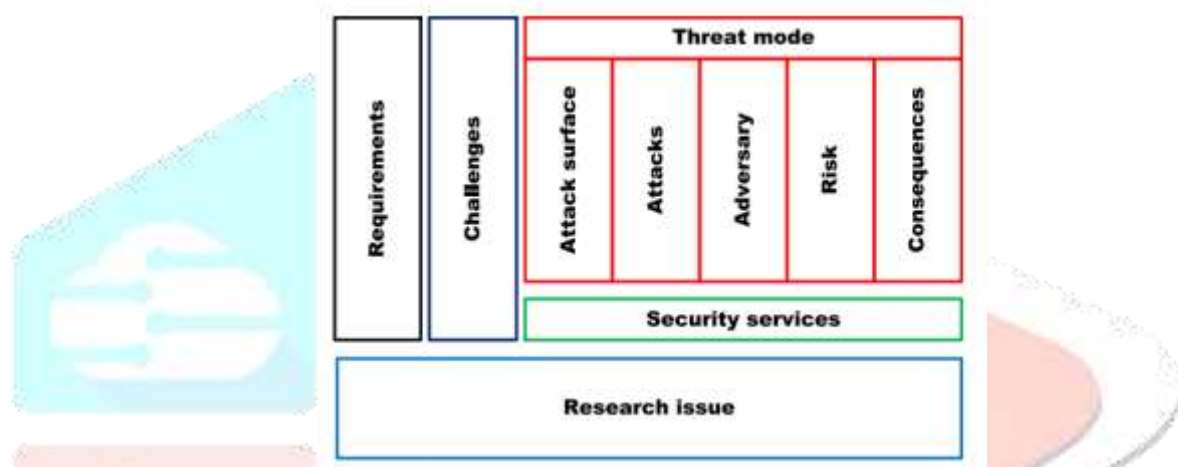 Threat mode
Requirements
Challenges
Attack surface
Attacks
Adversary
Risk
Consequences
Security services
Research issue